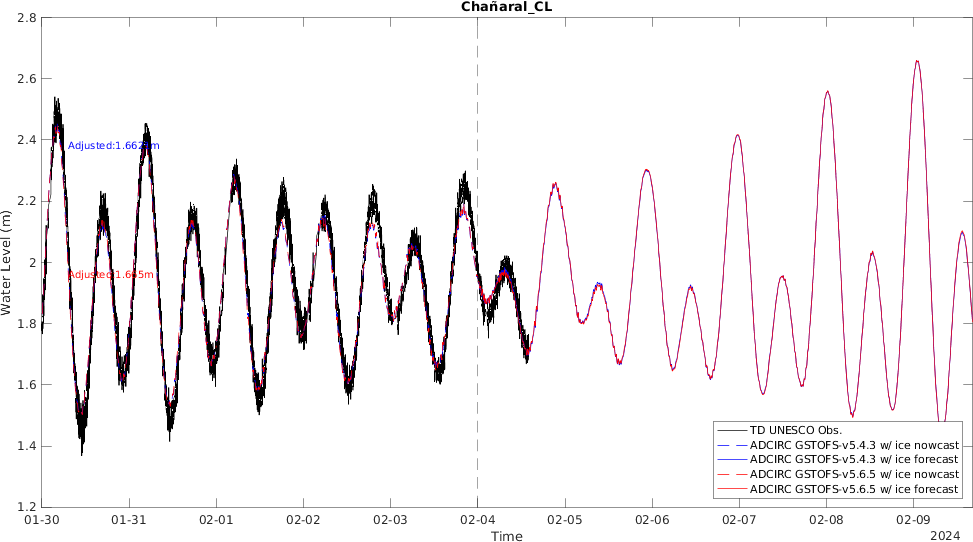 Chañaral_CL
2.8
2.6
2.4
2.2
2
1.8
1.6
1.4
1.2
Water Level (m)
Adjusted:1.662m
Adjusted:1.665m
TD UNESCO Obs.
ADCIRC GSTOFS-v5.4.3 w/ ice nowcast
ADCIRC GSTOFS-v5.4.3 w/ ice forecast
ADCIRC GSTOFS-v5.6.5 w/ ice nowcast
ADCIRC GSTOFS-v5.6.5 w/ ice forecast
01-30 01-31 02-01 02-02 02-03 02-04 02-05 02-06 02-07 02-08 02-09
2024
Time